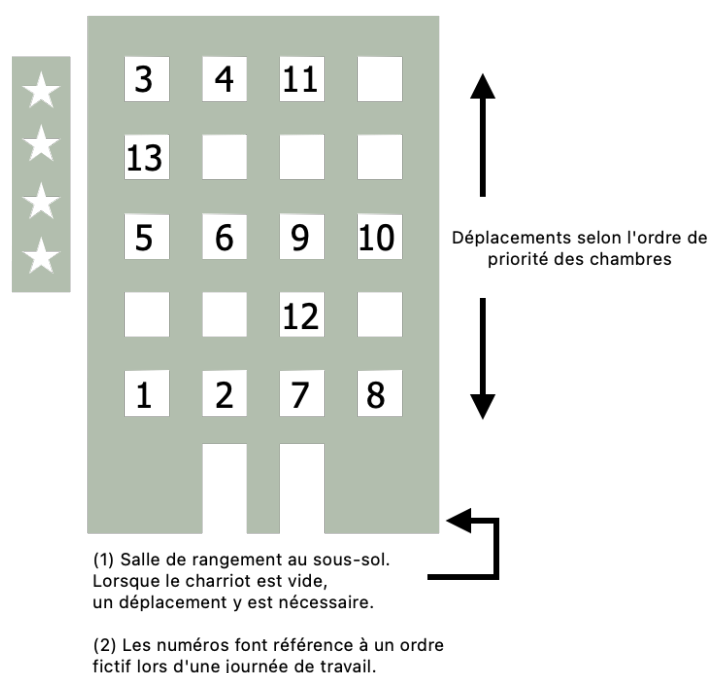 3 4 11
13
5 6 9 10
Déplacements selon l'ordre de
priorité des chambres
12
1 2 7 8
(1) Salle de rangement au sous-sol.
Lorsque le charriot est vide,
un déplacement y est nécessaire.
(2) Les numéros font référence à un ordre
fictif lors d'une journée de travail.